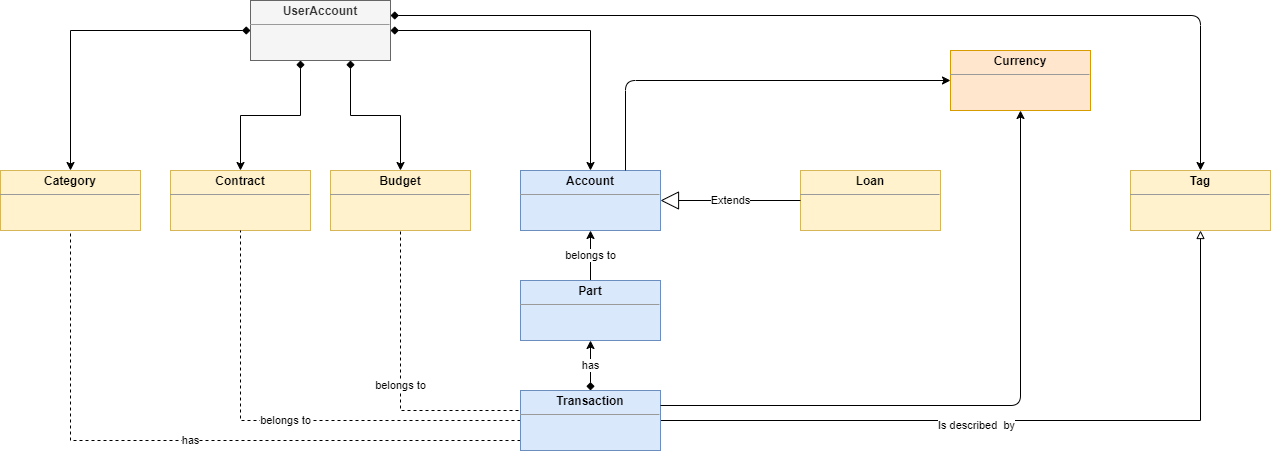 UserAccount
Currency
Category
Contract
Budget
Account
Loan
Tag
Extends
belongs to
Part
has
belongs to
Transaction
belongs to
Is described  by
has